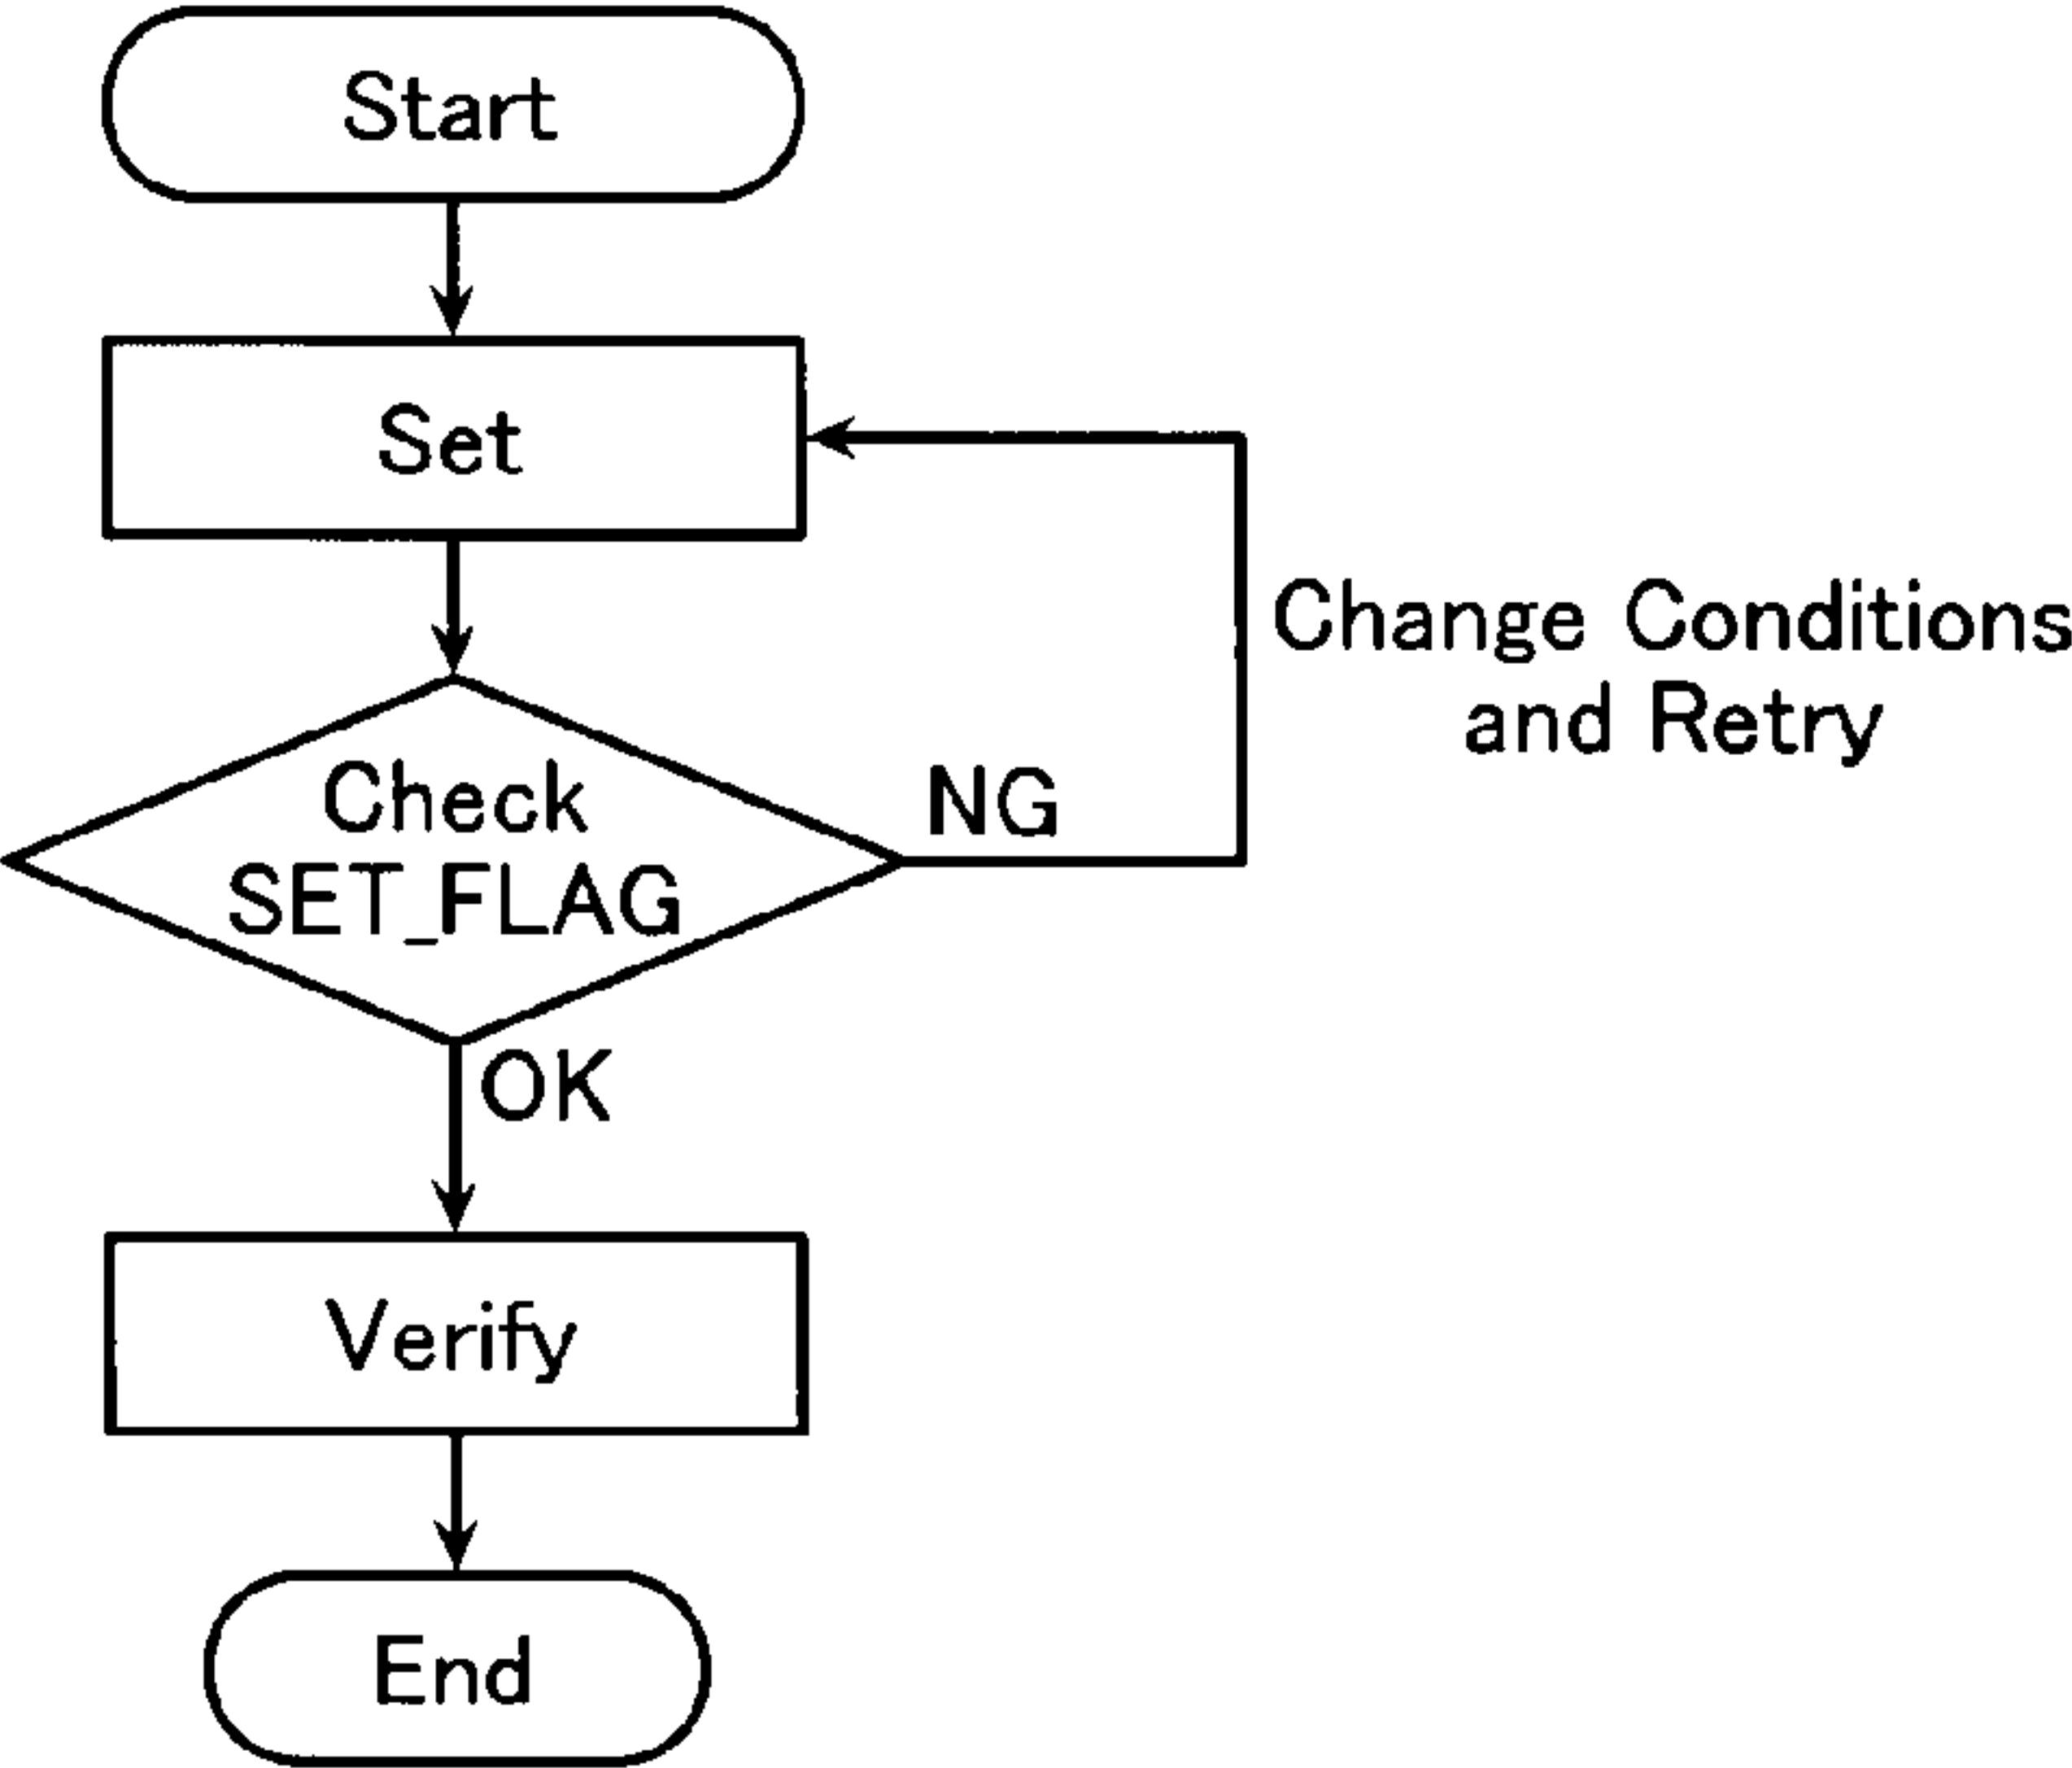 Start
Set
Change Conditions
and Retry
Check
SET_FLAG
NG
OK
Verify
End